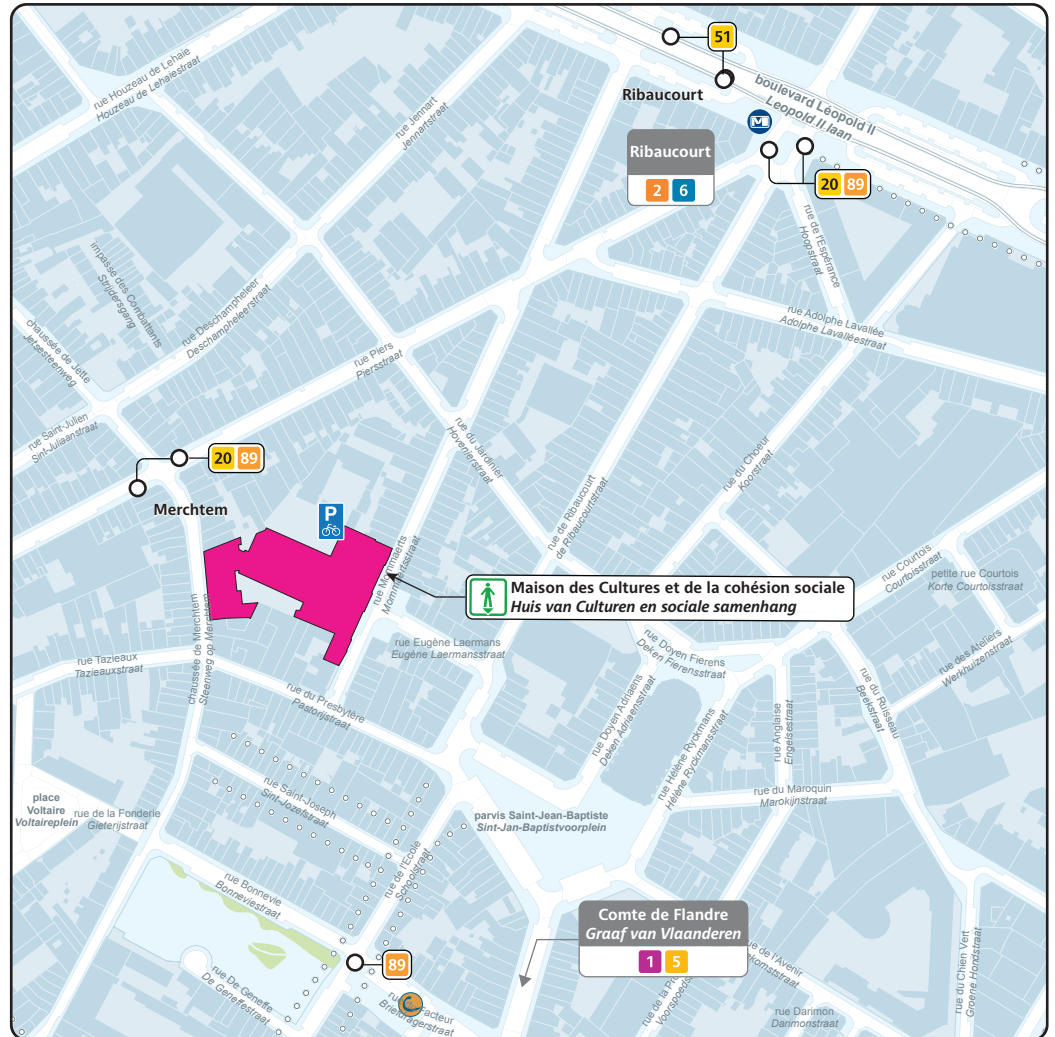 51
Ribaucourt
boulevard Léopold II
Leopold II laan
rue Houzeau de Lehaie
Houzeau de Lehaiestraat
rue Jennart
Jennartstraat
Ribaucourt
2 6
20 89
rue de l'Espérance
Hoopstraat
impasse des Combattants
Strijdersgang
rue Deschampheleer
Deschampheleerstraat
chaussée de Jette
Jetsesteenweg
rue Adolphe Lavallée
Adolphe Lavalléestraat
rue Piers
Piersstraat
rue Saint-Julien
Sint-Juliaanstraat
rue du Jardinier
Hovenierstraat
rue du Choeur
Koorstraat
20 89
Merchtem
P
rue de Ribaucourt
de Ribaucourtstraat
rue Mommaerts
Mommaertsstraat
Maison des Cultures et de la cohésion sociale
Huis van Culturen en sociale samenhang
rue Courtois
Courtoisstraat
petite rue Courtois
Korte Courtoisstraat
rue Eugène Laermans
Eugène Laermansstraat
rue Doyen Fierens
Deken Fierensstraat
rue des Ateliers
Werkhuizenstraat
rue Tazieaux
Tazieauxstraat
chaussée de Merchtem
Steenweg op Merchtem
rue du Presbytère
Pastorijstraat
rue Doyen Adriaens
Deken Adriaensstraat
rue Hélène Ryckmans
Hélène Ryckmansstraat
rue Anglaise
Engelsestraat
rue du Ruisseau
Beekstraat
rue Saint-Joseph
Sint-Jozefstraat
rue du Maroquin
Marokijnstraat
place
Voltaire
Voltaireplein
rue de la Fonderie
Gieterijstraat
parvis Saint-Jean-Baptiste
Sint-Jan-Baptistvoorplein
rue de l'Ecole
Schoolstraat
rue Bonnevie
Bonneviestraat
Comte de Flandre
Graaf van Vlaanderen
1 5
89
rue De Geneffe
De Geneffestraat
Facteur
Briefdragerstraat
rue de l'Avenir
rue du Chien Vert
Groene Hondstraat
rue Darimon
Darimonstraat